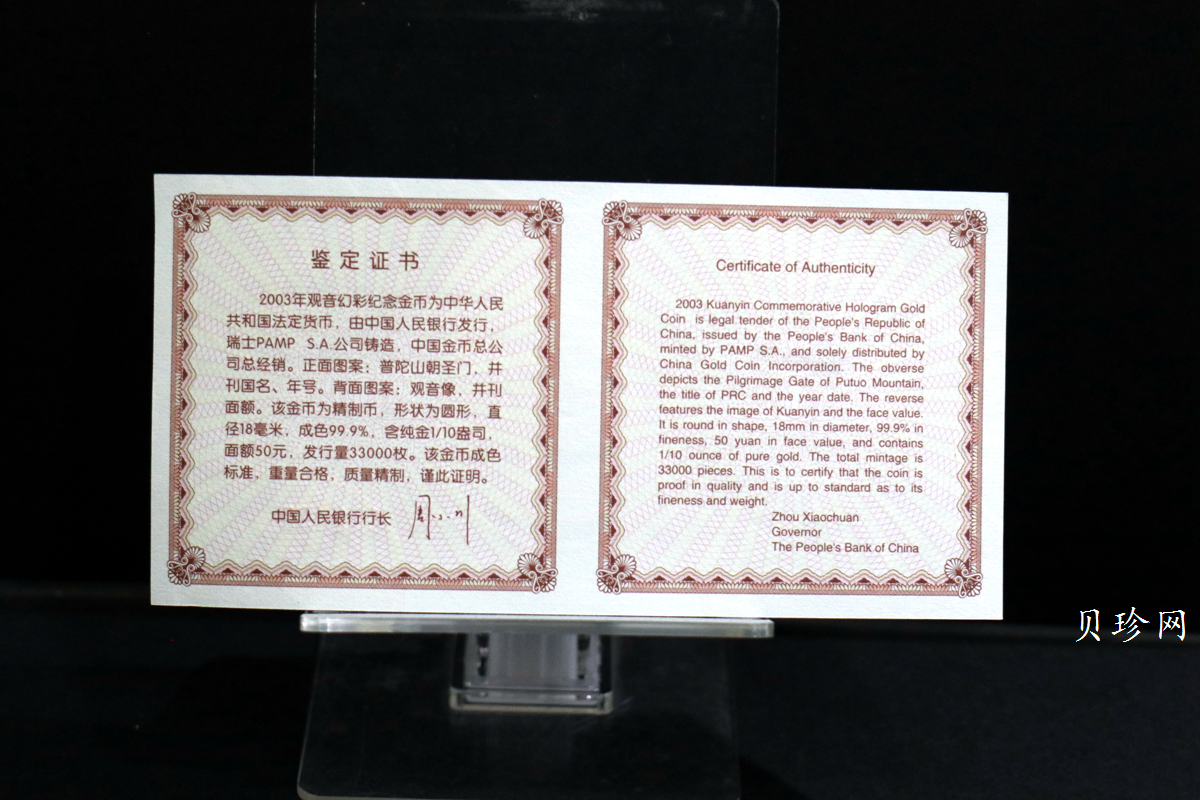 鉴定证书
2003年观音幻彩纪念金币为中华人民
共和国法定货币，由中国人民银行发行，
瑞士PAMP S.A.公司铸造，中国金币总公
司总经销。正面图案：普陀山朝圣门，并
刊国名、年号。背面图案：观音像，并刊
面额。该金币为精制币，形状为圆形，直
径18毫米，成色99.9%，含纯金1/10盎司，
面额50元，发行量33000枚。该金币成色
标准，重量合格，质量精制，谨此证明。
中国人民银行行长 周小川
Certificate of Authenticity
2003 Kuanyin Commemorative Hologram Gold
Coin is legal tender of the People's Republic of
China, issued by the People's Bank of China,
minted by PAMP S.A., and solely distributed by
China Gold Coin Incorporation. The obverse
depicts the Pilgrimage Gate of Putuo Mountain,
the title of PRC and the year date. The reverse
features the image of Kuanyin and the face value.
It is round in shape, 18mm in diameter, 99.9% in
fineness, 50 yuan in face value, and contains
1/10 ounce of pure gold. The total mintage is
33000 pieces. This is to certify that the coin is
proof in quality and is up to standard as to its
fineness and weight.
Zhou Xiaochuan
Governor
The People's Bank of China
贝珍网